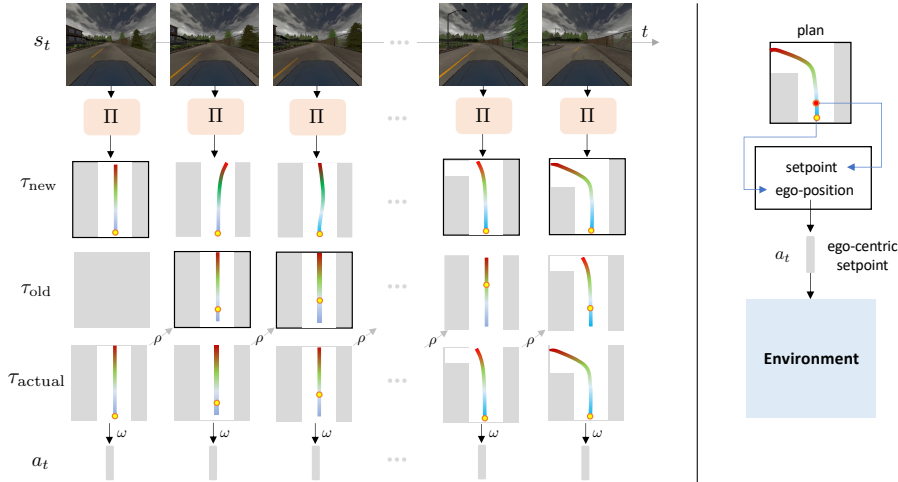 s_t
t
Π Π Π Π Π
τ_new
τ_old
ρ ρ ρ ρ
τ_actual
ω ω ω ω ω
a_t
plan
setpoint
ego-position
a_t
ego-centric
setpoint
Environment